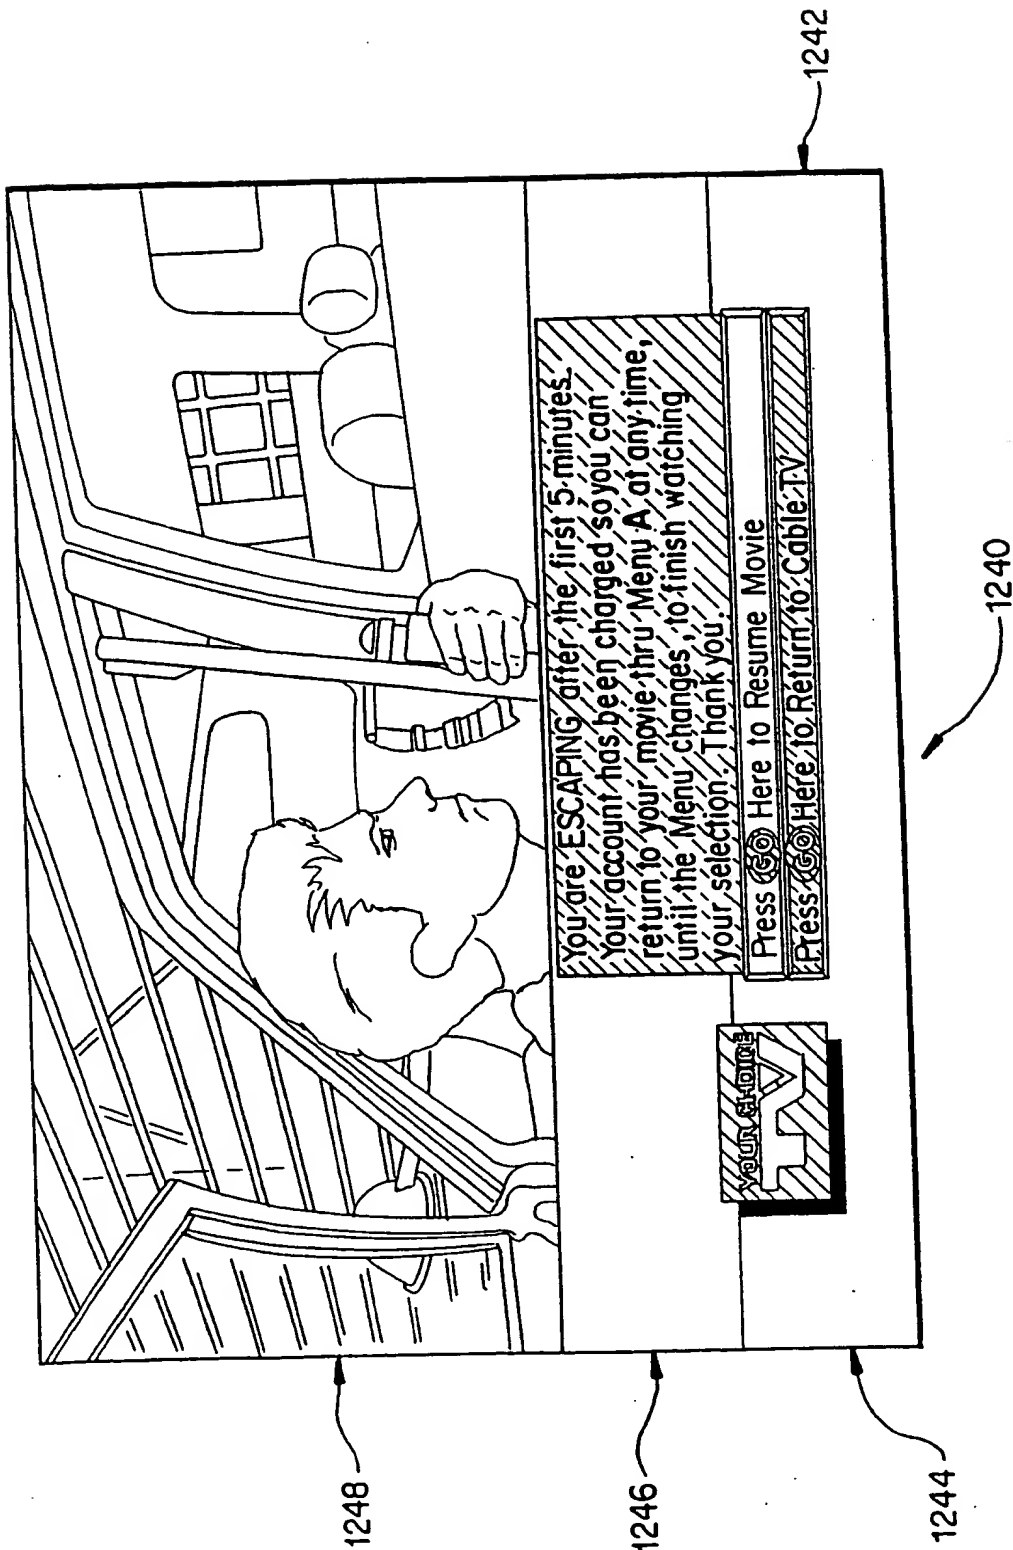 You are ESCAPING after the first 5 minutes.
Your account has been charged so you can
return to your movie thru Menu A at any time,
until the Menu changes, to finish watching
your selection. Thank you.
Press GO Here to Resume Movie
Press GO Here to Return to Cable TV
YOUR CHOICE
TV
1248
1246
1244
1242
1240